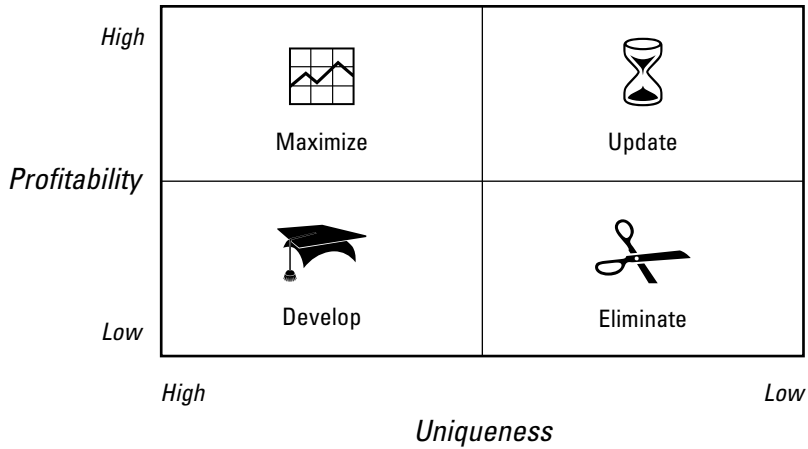 High
Maximize
Update
Profitability
Develop
Eliminate
Low
High
Low
Uniqueness